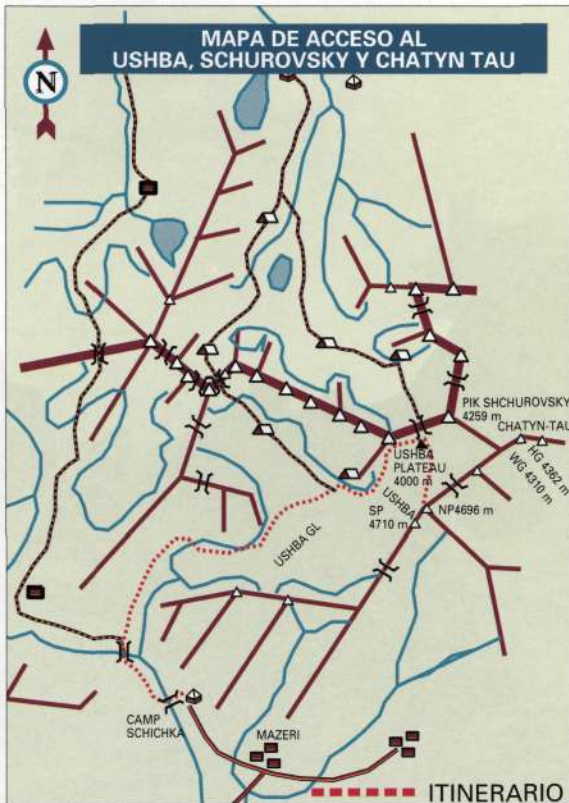 MAPA DE ACCESO AL
USHBA, SCHUROVSKY Y CHATYN TAU
N
PIK SHCHUROVSKY
4259 m
CHATYN-TAU
HG 4362 m
WG 4310 m
USHBA
PLATEAU
4000 m
USHBA
NP4696 m
SP
4710 m
USHBA GL
CAMP
SCHICHKA
MAZERI
ITINERARIO